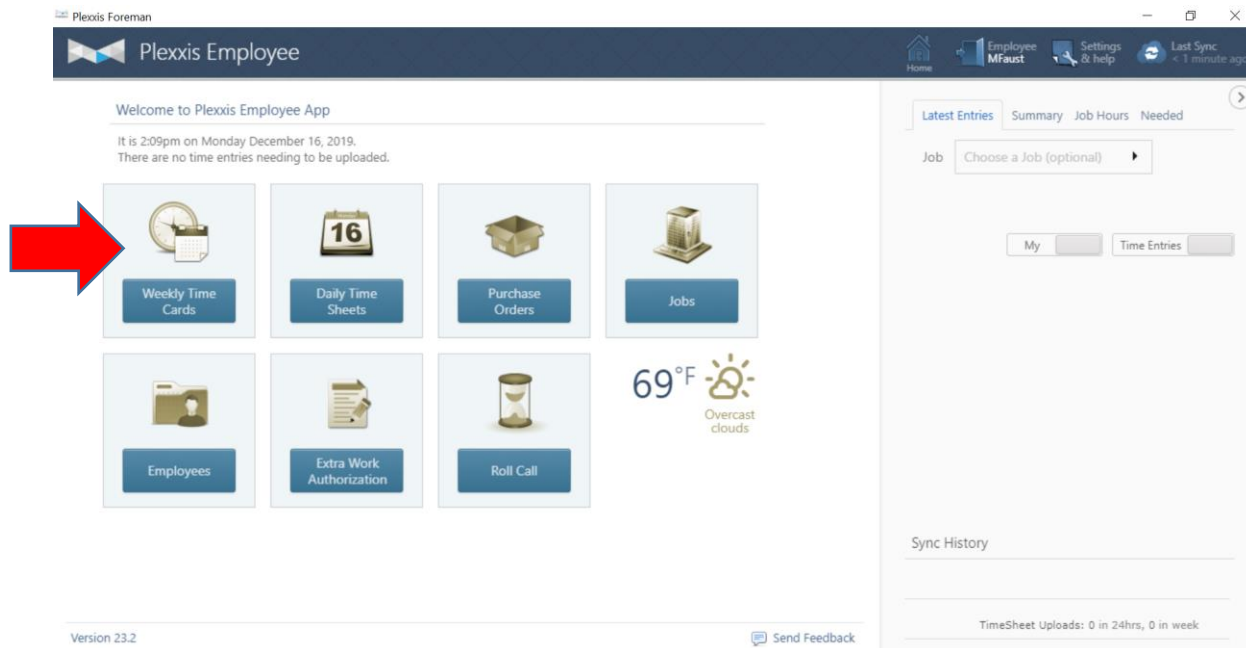 Plexxis Foreman
Plexxis Employee
Home
Employee
MFaust
Settings
& help
Last Sync
< 1 minute ago
Welcome to Plexxis Employee App
It is 2:09pm on Monday December 16, 2019.
There are no time entries needing to be uploaded.
16
Weekly Time
Cards
Daily Time
Sheets
Purchase
Orders
Jobs
Employees
Extra Work
Authorization
Roll Call
69°F
Overcast
clouds
Version 23.2
Send Feedback
Latest Entries Summary Job Hours Needed
Job Choose a Job (optional)
My Time Entries
Sync History
TimeSheet Uploads: 0 in 24hrs, 0 in week